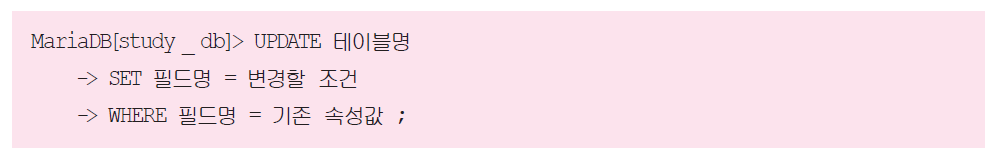 MariaDB[study _ db]> UPDATE 테이블명
-> SET 필드명 = 변경할 조건
-> WHERE 필드명 = 기존 속성값 ;